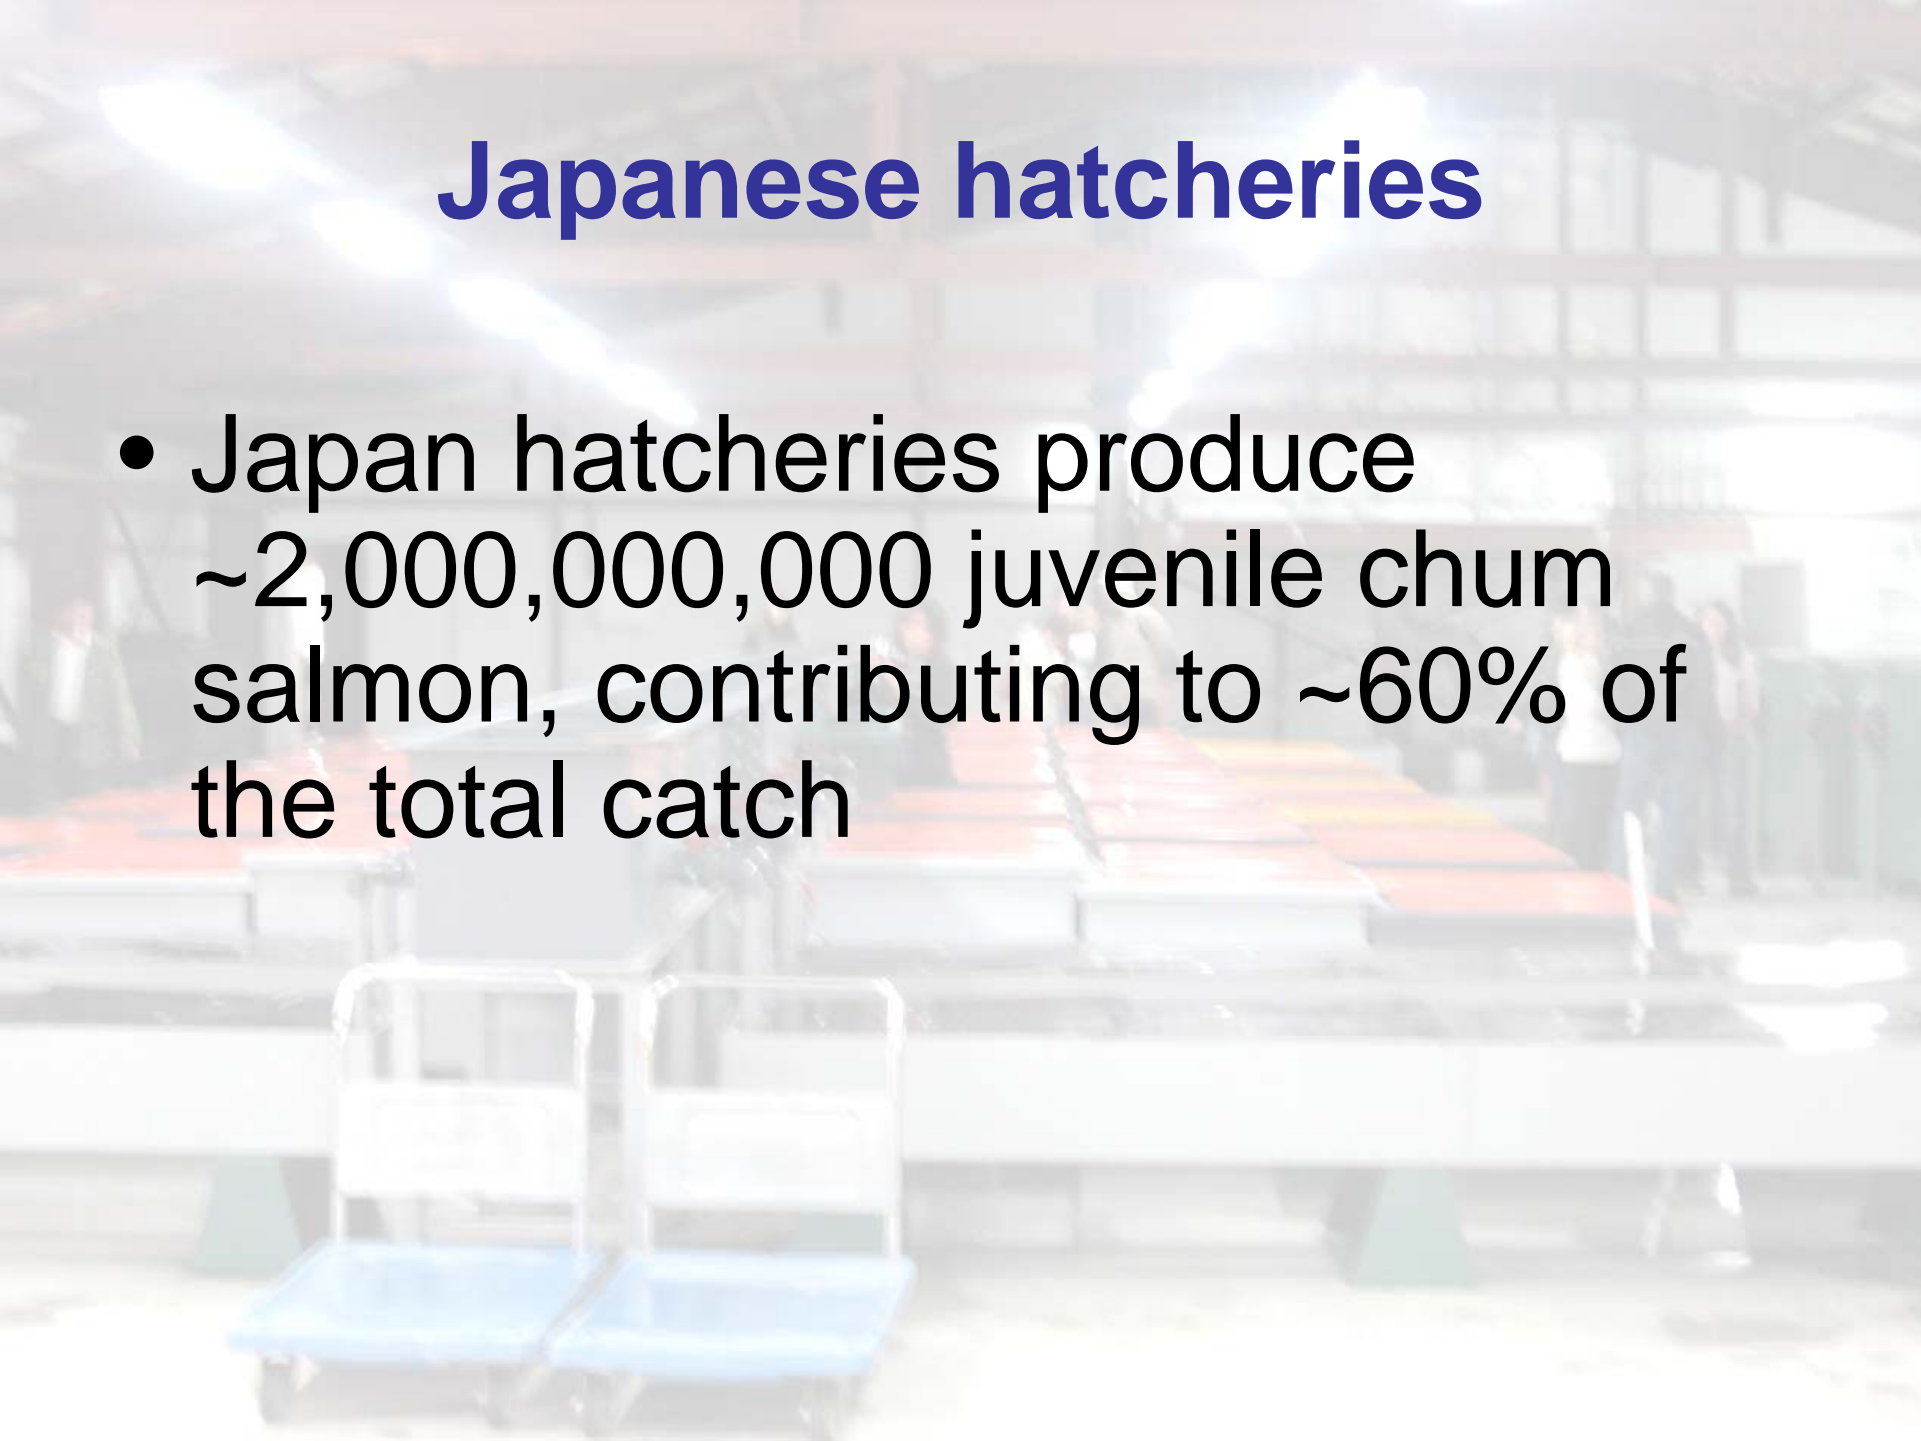 Japanese hatcheries
• Japan hatcheries produce
~2,000,000,000 juvenile chum
salmon, contributing to ~60% of
the total catch